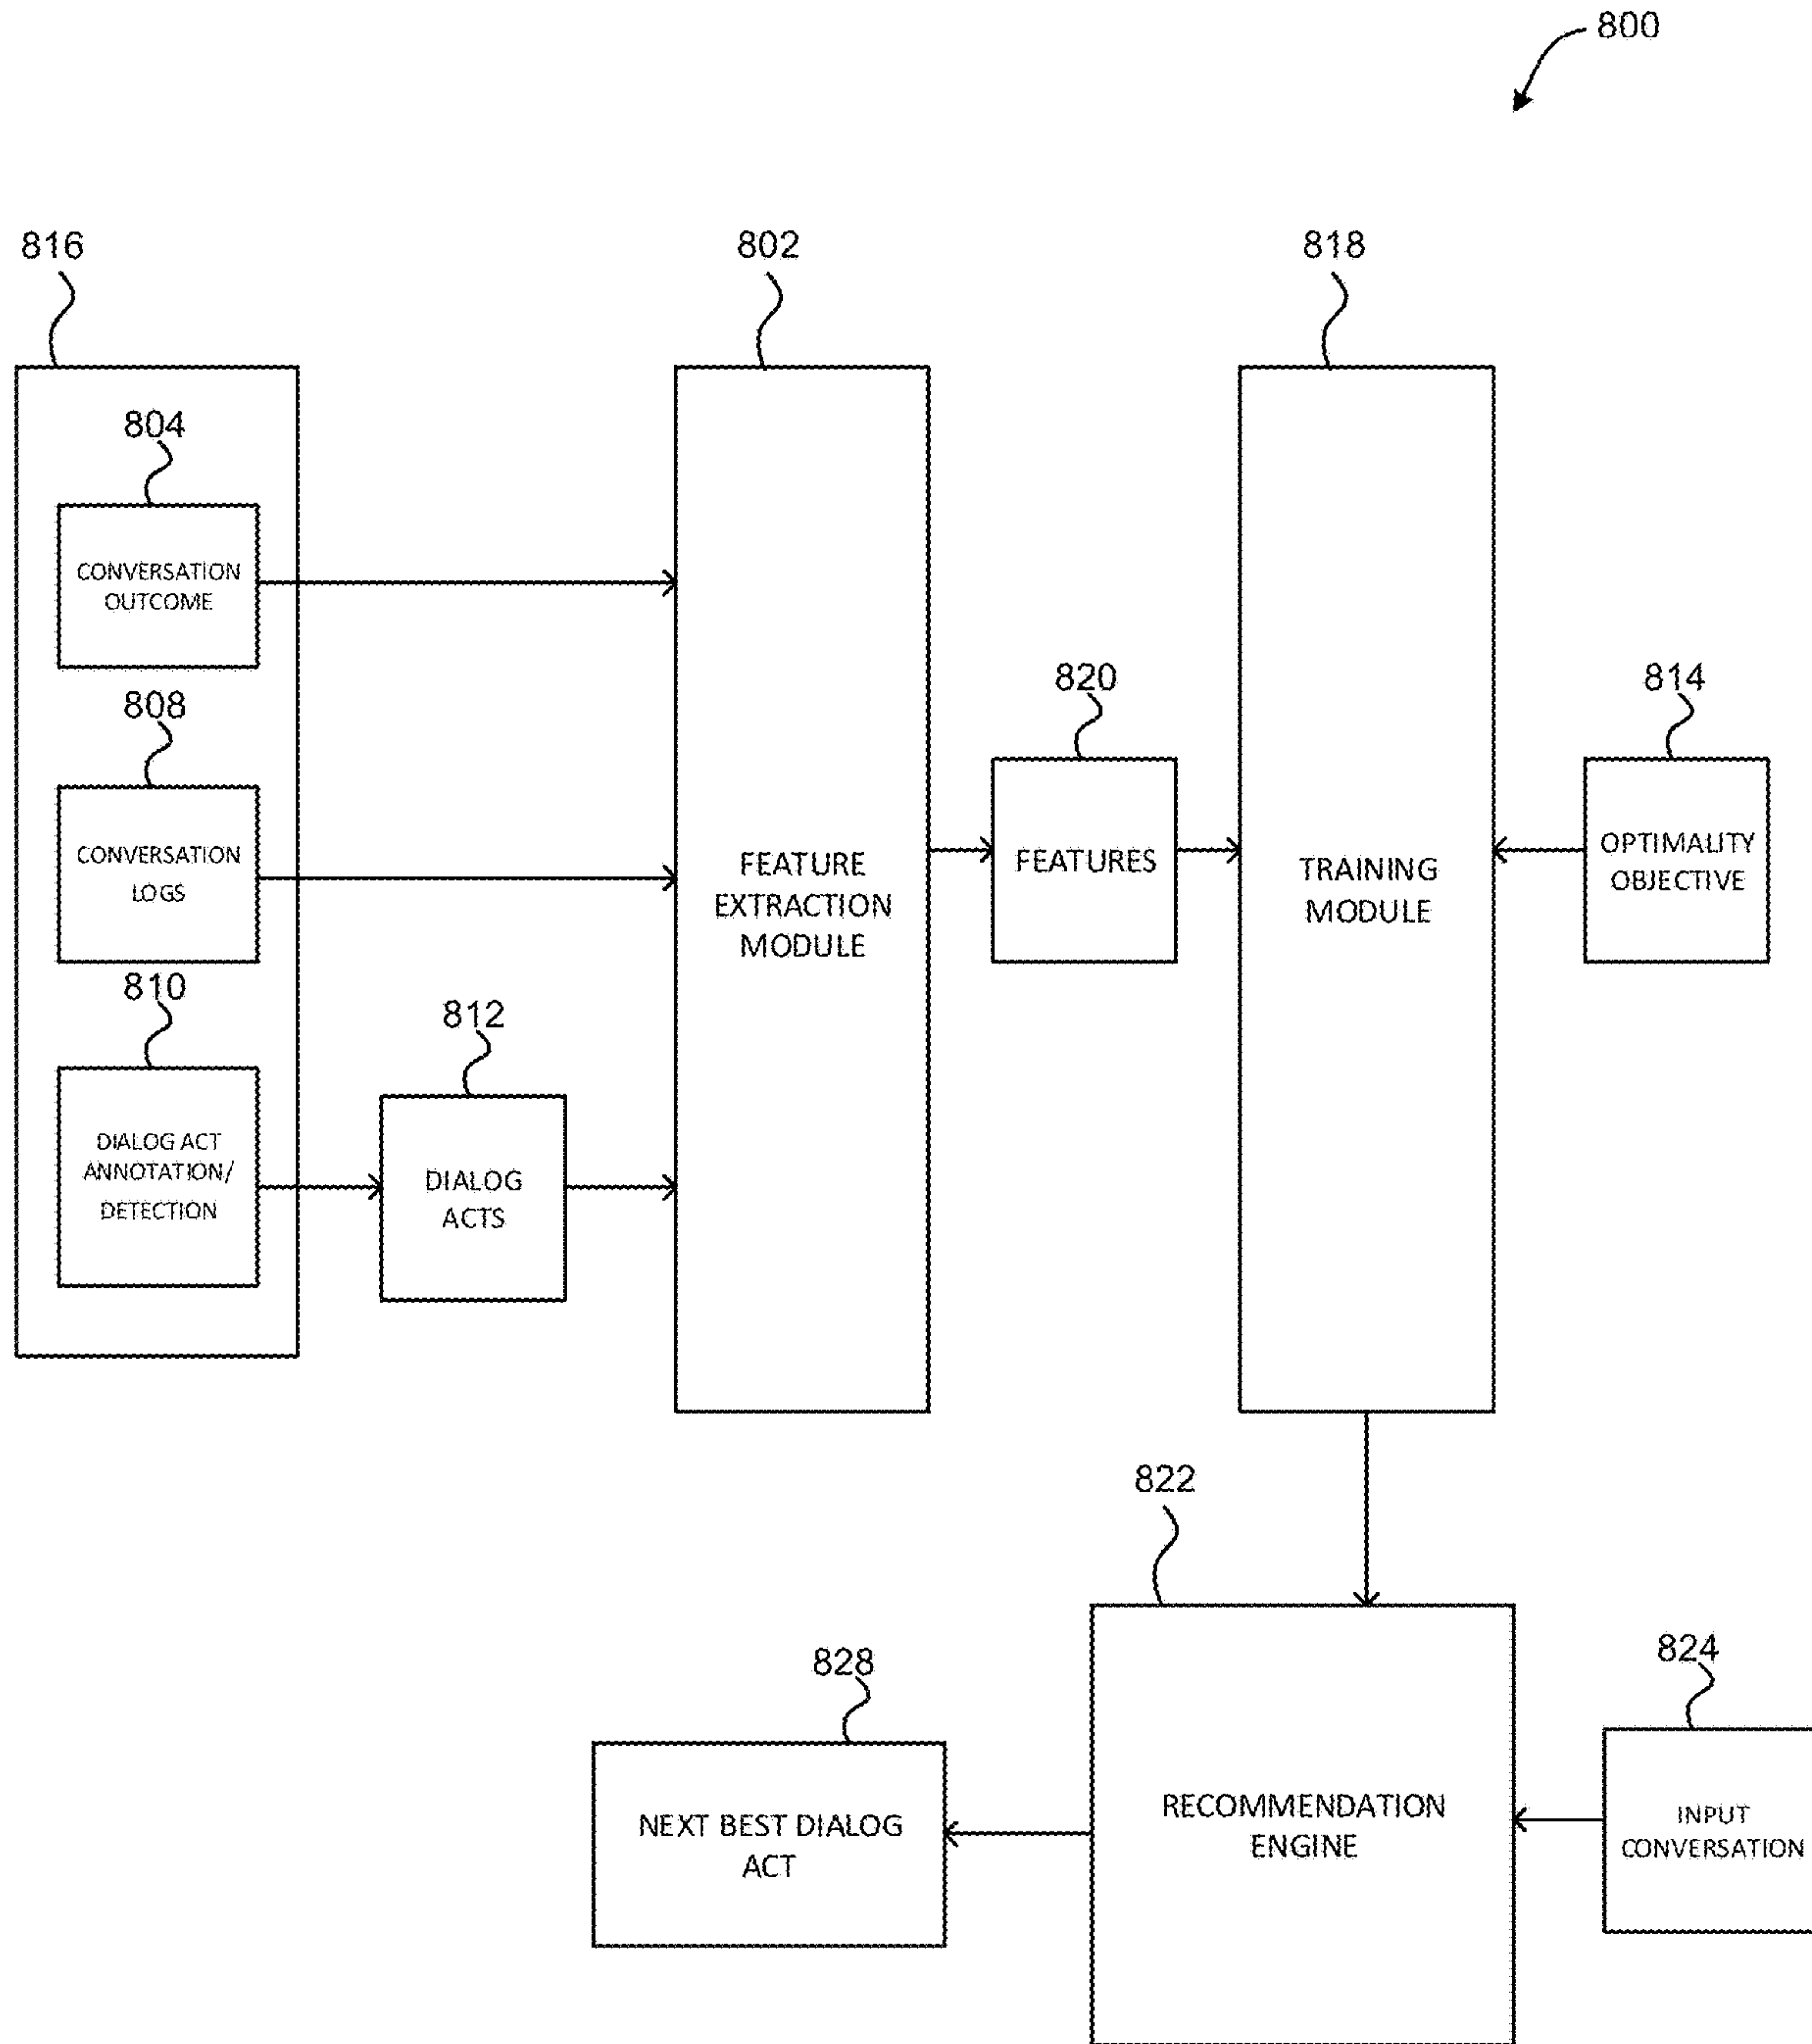 800
816
802
818
804
CONVERSATION
OUTCOME
808
CONVERSATION
LOGS
810
DIALOG ACT
ANNOTATION/
DETECTION
812
DIALOG
ACTS
FEATURE
EXTRACTION
MODULE
820
FEATURES
TRAINING
MODULE
814
OPTIMALITY
OBJECTIVE
822
828
824
NEXT BEST DIALOG
ACT
RECOMMENDATION
ENGINE
INPUT
CONVERSATION